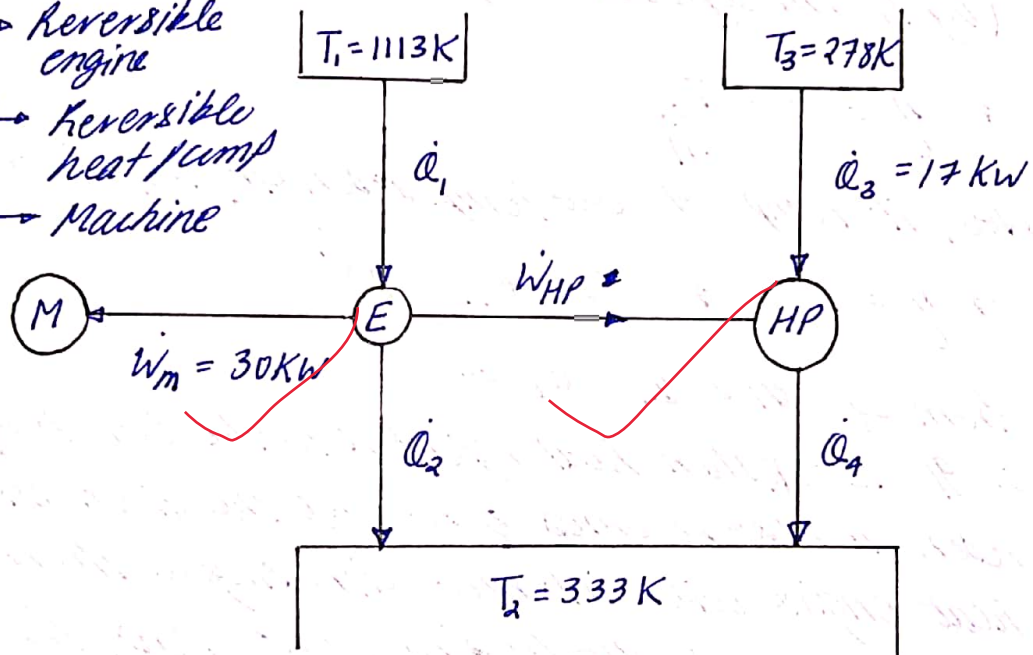 Reversible
engine
→ Reversible
heat pump
→ Machine
T₁ = 1113K
T₃ = 278K
Q̇₁
Q̇₃ = 17 KW
Ẇ_HP
M
E
HP
Ẇm = 30KW
Q̇₂
Q̇₄
T₂ = 333 K